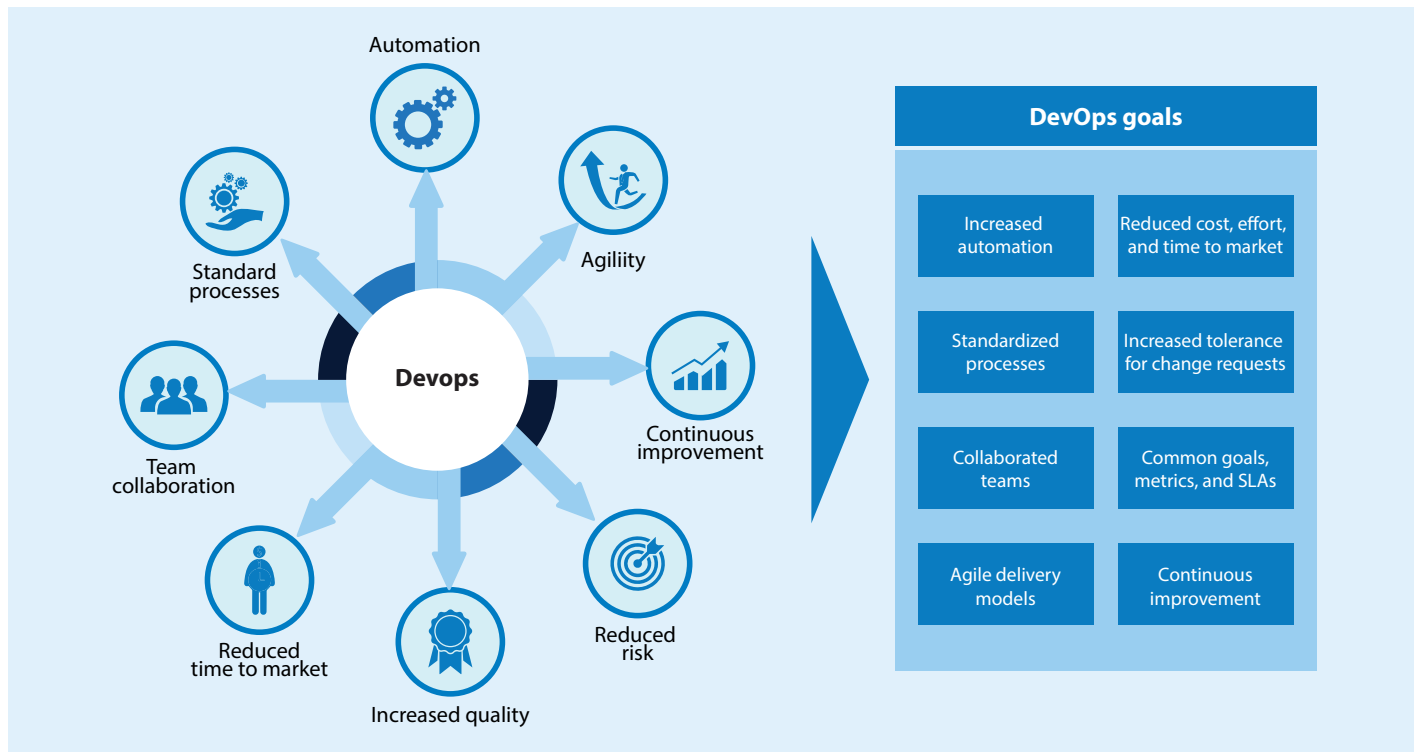 Automation
Agiliity
Continuous
improvement
Reduced
risk
Increased quality
Reduced
time to market
Team
collaboration
Standard
processes
Devops
DevOps goals
Increased
automation
Reduced cost, effort,
and time to market
Standardized
processes
Increased tolerance
for change requests
Collaborated
teams
Common goals,
metrics, and SLAs
Agile delivery
models
Continuous
improvement